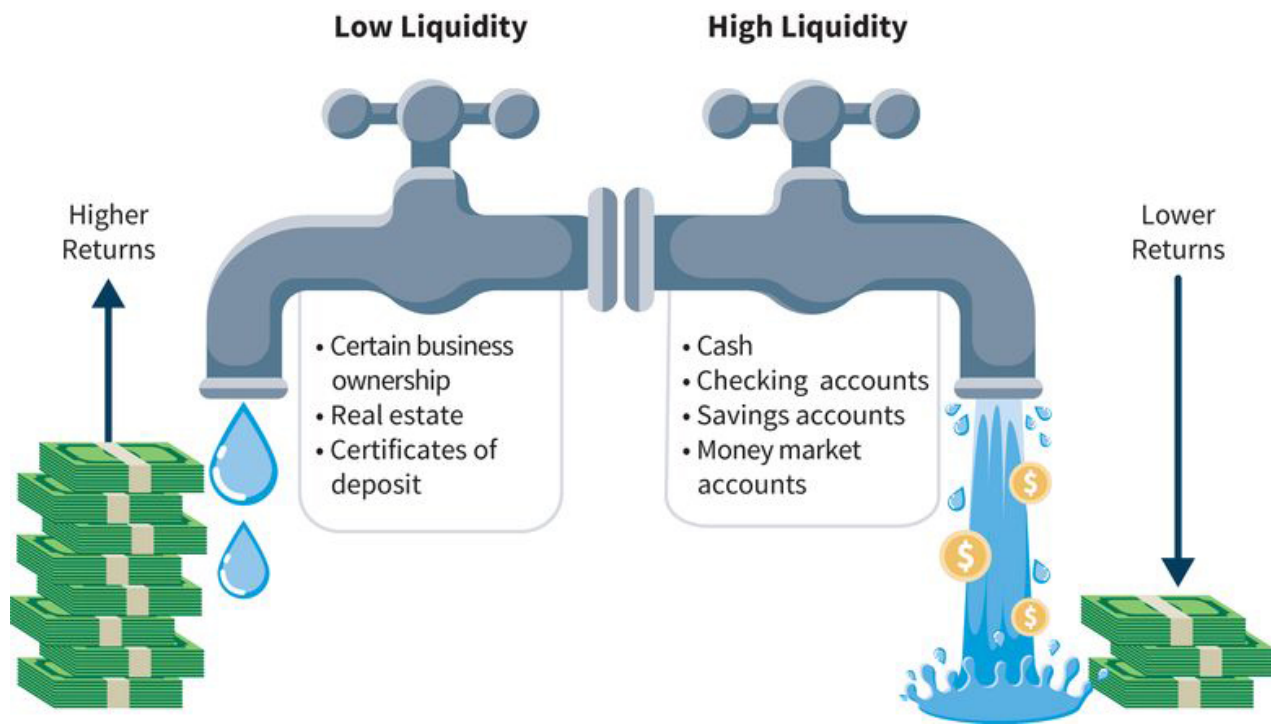 Low Liquidity
High Liquidity
Higher
Returns
Lower
Returns
• Certain business
ownership
• Real estate
• Certificates of
deposit
• Cash
• Checking accounts
• Savings accounts
• Money market
accounts
$
$
$